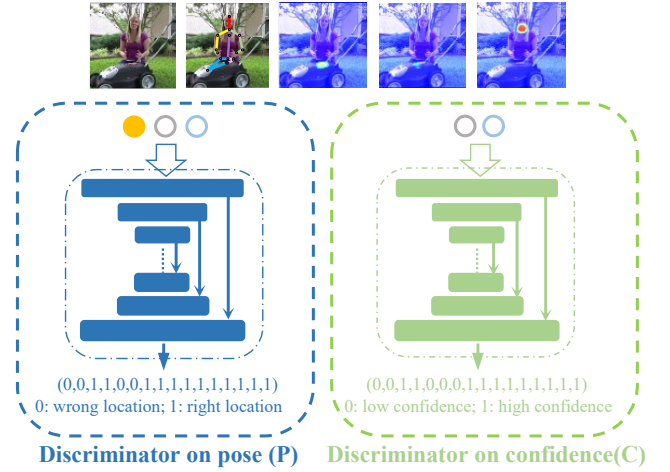 (0,0,1,1,0,0,1,1,1,1,1,1,1,1,1,1)
0: wrong location; 1: right location
Discriminator on pose (P)
(0,0,1,1,0,0,0,1,1,1,1,1,1,1,1,1)
0: low confidence; 1: high confidence
Discriminator on confidence(C)